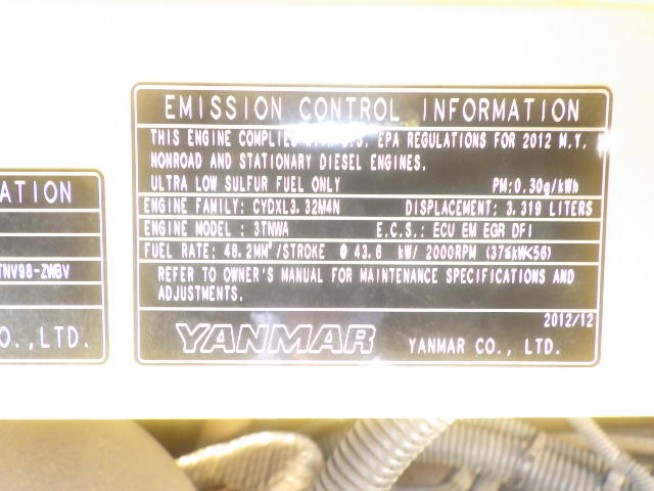 EMISSION CONTROL INFORMATION
THIS ENGINE COMPLIES WITH U.S. EPA REGULATIONS FOR 2012 M.Y.
NONROAD AND STATIONARY DIESEL ENGINES.
ULTRA LOW SULFUR FUEL ONLY PM:0.30g/kWh
ENGINE FAMILY: CYDXL3.32M4N DISPLACEMENT: 3.319 LITERS
ENGINE MODEL: 3TNWA E.C.S.: ECU EM EGR DFI
FUEL RATE: 48.2MM³/STROKE @ 43.6 kW/ 2000RPM (37≤kW<56)
REFER TO OWNER'S MANUAL FOR MAINTENANCE SPECIFICATIONS AND
ADJUSTMENTS.
2012/12
YANMAR YANMAR CO., LTD.
ATION
TNV98-ZWBV
O.,LTD.